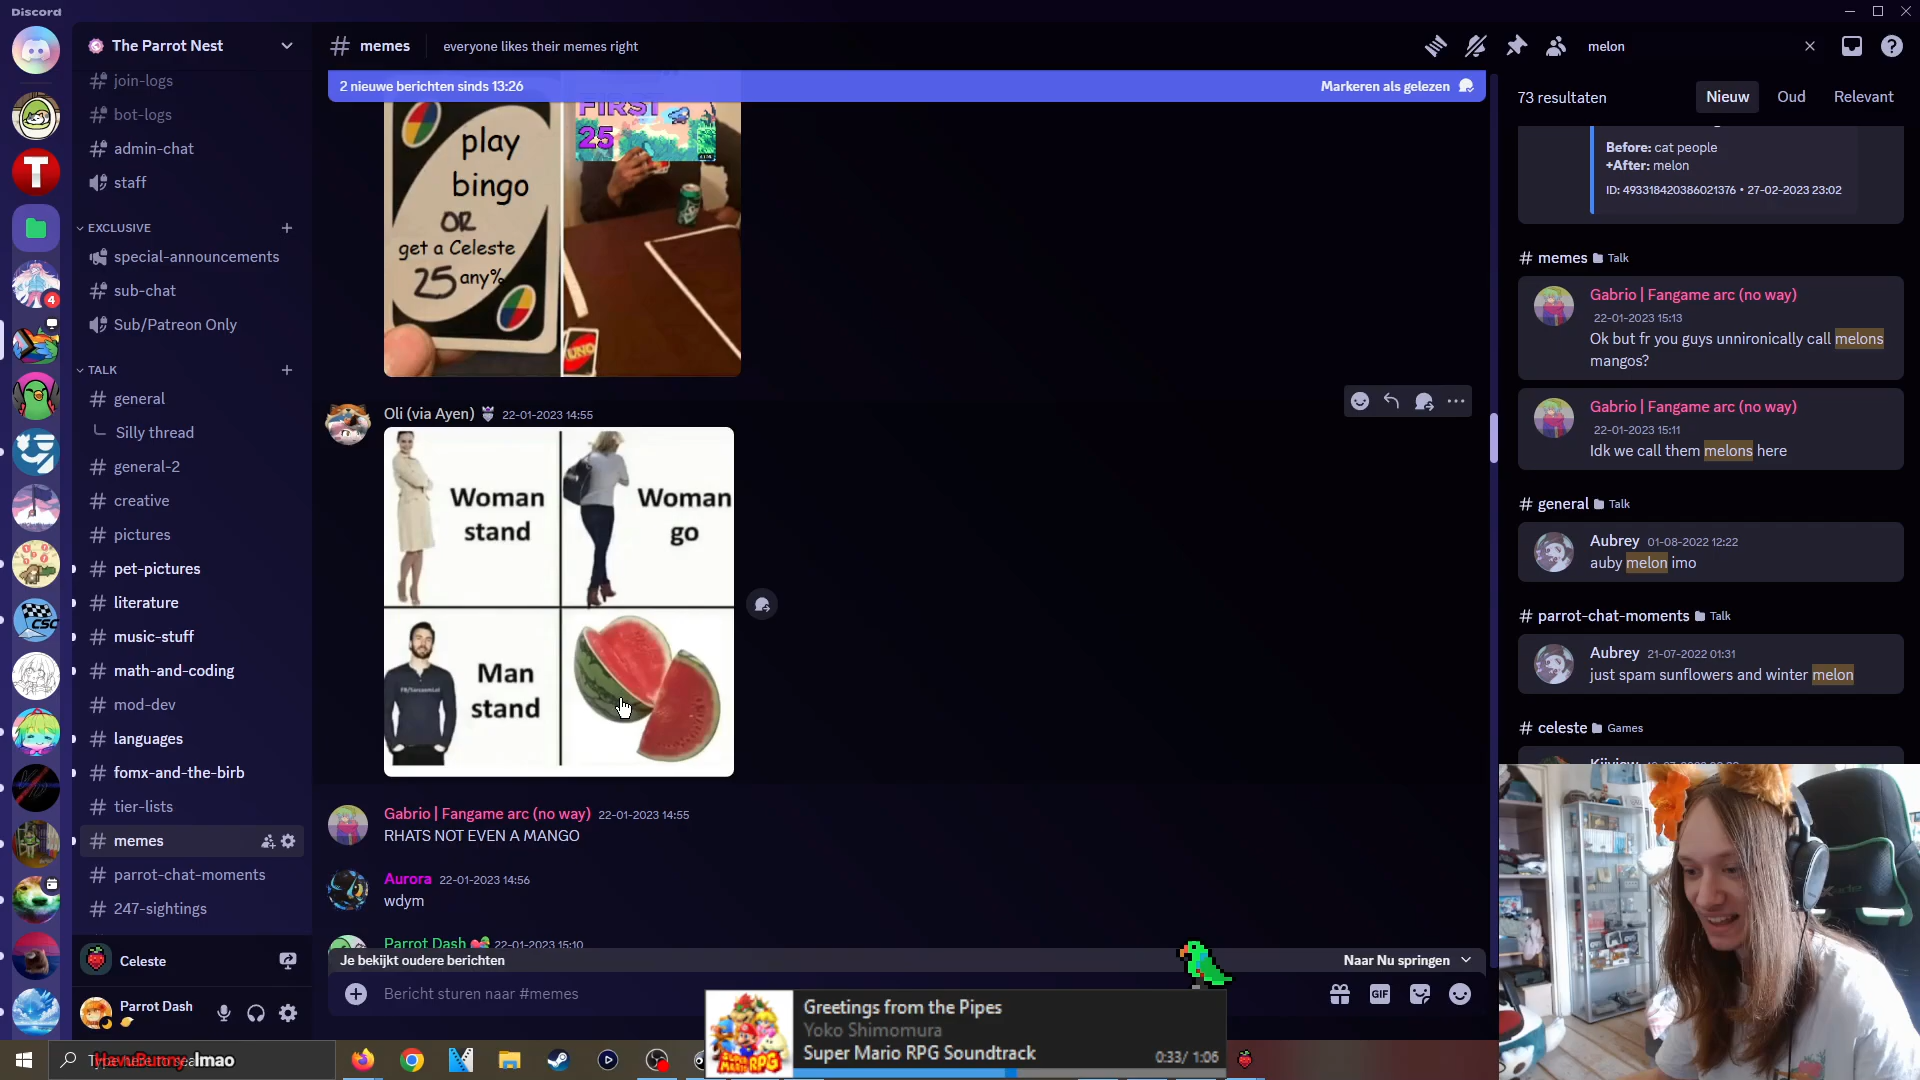 Discord
The Parrot Nest
join-logs
bot-logs
admin-chat
staff
EXCLUSIVE
special-announcements
sub-chat
Sub/Patreon Only
TALK
general
Silly thread
general-2
creative
pictures
pet-pictures
literature
music-stuff
math-and-coding
mod-dev
languages
fomx-and-the-birb
tier-lists
memes
parrot-chat-moments
247-sightings
Celeste
Parrot Dash
4
T
CSC
memes
everyone likes their memes right
2 nieuwe berichten sinds 13:26
Markeren als gelezen
play
bingo
OR
get a Celeste
25 any%
FIRST
25
UNO
Oli (via Ayen) 22-01-2023 14:55
Woman
stand
Woman
go
Man
stand
Gabrio | Fangame arc (no way) 22-01-2023 14:55
RHATS NOT EVEN A MANGO
Aurora 22-01-2023 14:56
wdym
Parrot Dash 22-01-2023 15:10
Je bekijkt oudere berichten
Naar Nu springen
Bericht sturen naar #memes
GIF
melon
73 resultaten
Nieuw
Oud
Relevant
Before: cat people
+After: melon
ID: 493318420386021376 • 27-02-2023 23:02
memes Talk
Gabrio | Fangame arc (no way)
22-01-2023 15:13
Ok but fr you guys unnironically call melons
mangos?
Gabrio | Fangame arc (no way)
22-01-2023 15:11
Idk we call them melons here
general Talk
Aubrey 01-08-2022 12:22
auby melon imo
parrot-chat-moments Talk
Aubrey 21-07-2022 01:31
just spam sunflowers and winter melon
celeste Games
SUPER
MARIO
RPG
Greetings from the Pipes
Yoko Shimomura
Super Mario RPG Soundtrack
0:33/ 1:06
lmao